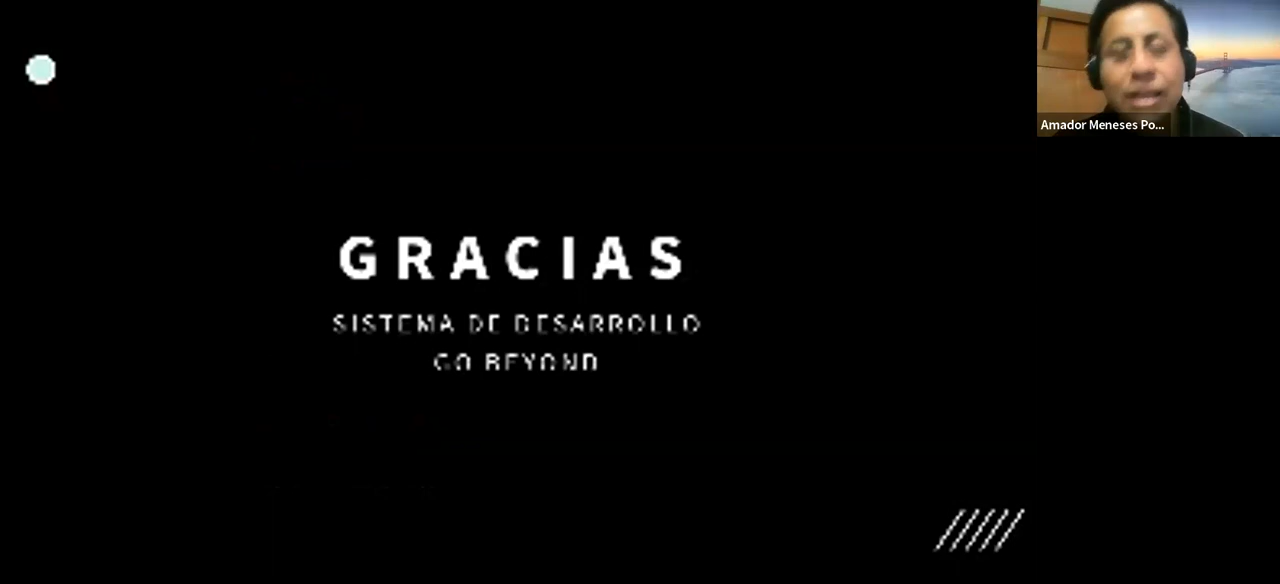 Amador Meneses Po...
GRACIAS
SISTEMA DE DESARROLLO
GO BEYOND